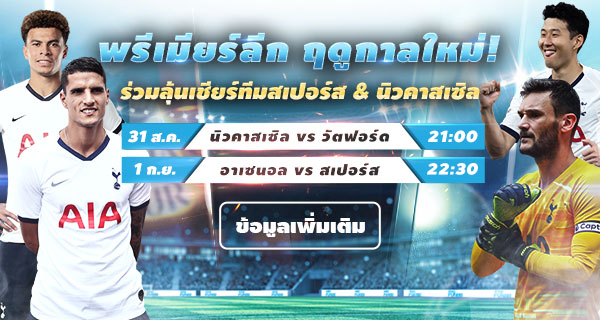 พรีเมียร์ลีก ฤดูกาลใหม่!
ร่วมลุ้นเชียร์ทีมสเปอร์ส & นิวคาสเซิล
31 ส.ค. นิวคาสเซิล vs วัตฟอร์ด 21:00
1 ก.ย. อาเซนอล vs สเปอร์ส 22:30
ข้อมูลเพิ่มเติม
AIA
AIA
Capt